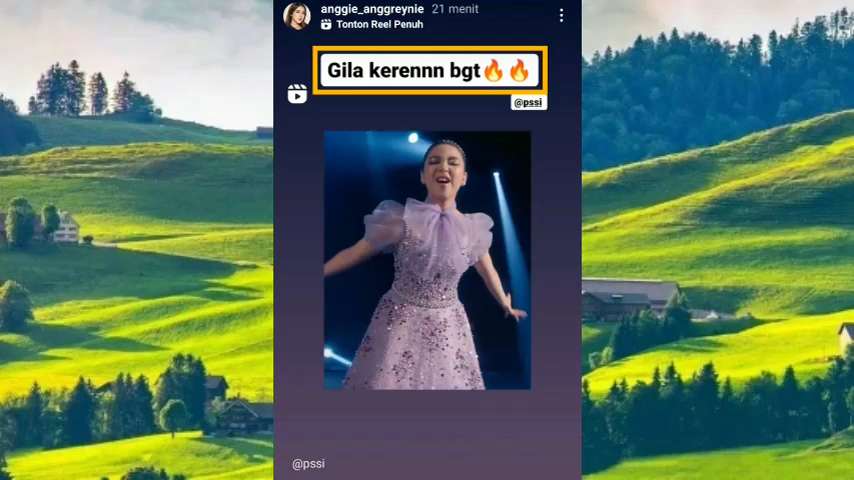 anggie_anggreynie 21 menit
Tonton Reel Penuh
Gila kerennn bgt🔥🔥
@pssi
@pssi